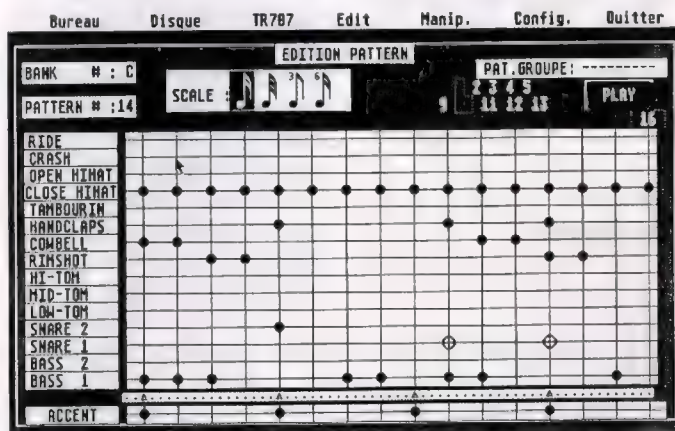 Bureau Disque TR707 Edit Manip. Config. Quitter
EDITION PATTERN
BANK # : C
PATTERN # :14
SCALE :
3 6
PAT.GROUPE: ---------
2 3 4 5
9 11 12 13
16
PLAY
RIDE
CRASH
OPEN HIHAT
CLOSE HIHAT
TAMBOURIN
HANDCLAPS
COWBELL
RIMSHOT
HI-TOM
MID-TOM
LOW-TOM
SNARE 2
SNARE 1
BASS 2
BASS 1
ACCENT